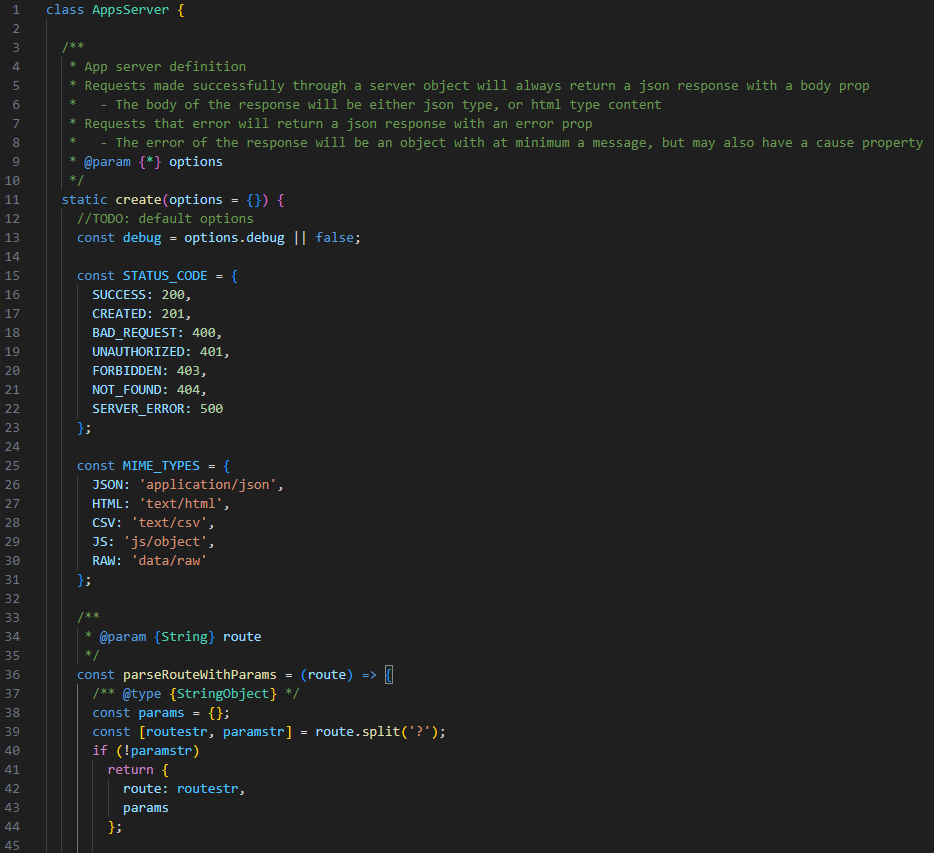 1 class AppsServer {
2
3 /**
4 * App server definition
5 * Requests made successfully through a server object will always return a json response with a body prop
6 *   - The body of the response will be either json type, or html type content
7 * Requests that error will return a json response with an error prop
8 *   - The error of the response will be an object with at minimum a message, but may also have a cause property
9 * @param {*} options
10 */
11 static create(options = {}) {
12 //TODO: default options
13 const debug = options.debug || false;
14
15 const STATUS_CODE = {
16 SUCCESS: 200,
17 CREATED: 201,
18 BAD_REQUEST: 400,
19 UNAUTHORIZED: 401,
20 FORBIDDEN: 403,
21 NOT_FOUND: 404,
22 SERVER_ERROR: 500
23 };
24
25 const MIME_TYPES = {
26 JSON: 'application/json',
27 HTML: 'text/html',
28 CSV: 'text/csv',
29 JS: 'js/object',
30 RAW: 'data/raw'
31 };
32
33 /**
34 * @param {String} route
35 */
36 const parseRouteWithParams = (route) => {
37 /** @type {StringObject} */
38 const params = {};
39 const [routestr, paramstr] = route.split('?');
40 if (!paramstr)
41 return {
42 route: routestr,
43 params
44 };
45